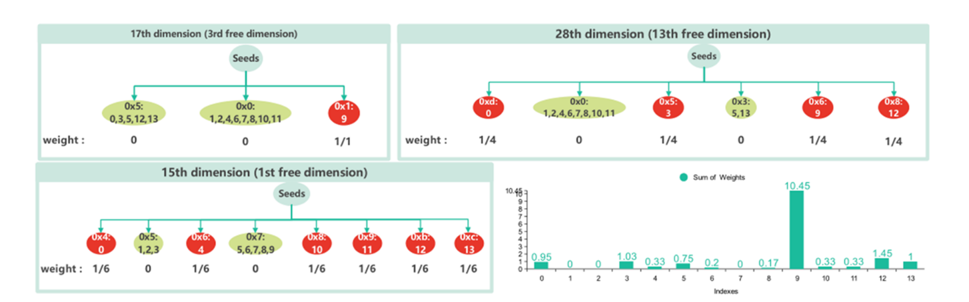 17th dimension (3rd free dimension)
Seeds
0x5:
0,3,5,12,13
0x0:
1,2,4,6,7,8,10,11
0x1:
9
weight : 0 0 1/1
28th dimension (13th free dimension)
Seeds
0xd:
0
0x0:
1,2,4,6,7,8,10,11
0x5:
3
0x3:
5,13
0x6:
9
0x8:
12
weight : 1/4 0 1/4 0 1/4 1/4
15th dimension (1st free dimension)
Seeds
0x4:
0
0x5:
1,2,3
0x6:
4
0x7:
5,6,7,8,9
0x8:
10
0x9:
11
0xb:
12
0xc:
13
weight : 1/6 0 1/6 0 1/6 1/6 1/6 1/6
Sum of Weights
10.45
9
8
7
6
5
4
3
2
1
0
0.95 0 0 1.03 0.33 0.75 0.2 0 0.17 10.45 0.33 0.33 1.45 1
0 1 2 3 4 5 6 7 8 9 10 11 12 13
Indexes